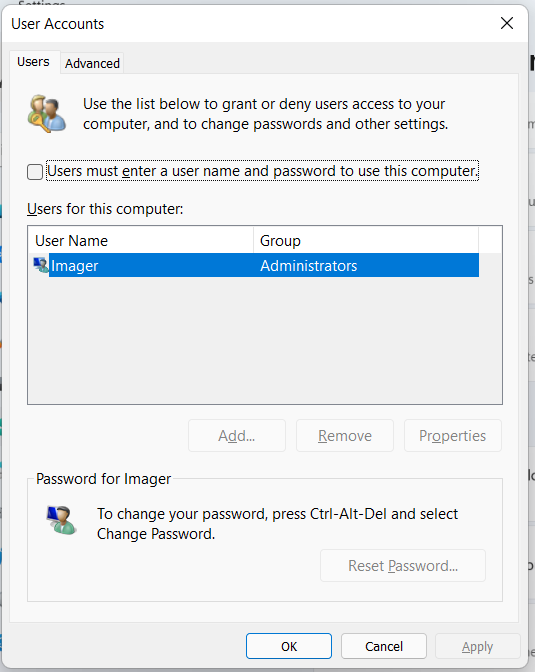 Settings
User Accounts
Users
Advanced
Use the list below to grant or deny users access to your
computer, and to change passwords and other settings.
Users must enter a user name and password to use this computer.
Users for this computer:
User Name Group
Imager Administrators
Add... Remove Properties
Password for Imager
To change your password, press Ctrl-Alt-Del and select
Change Password.
Reset Password...
OK Cancel Apply